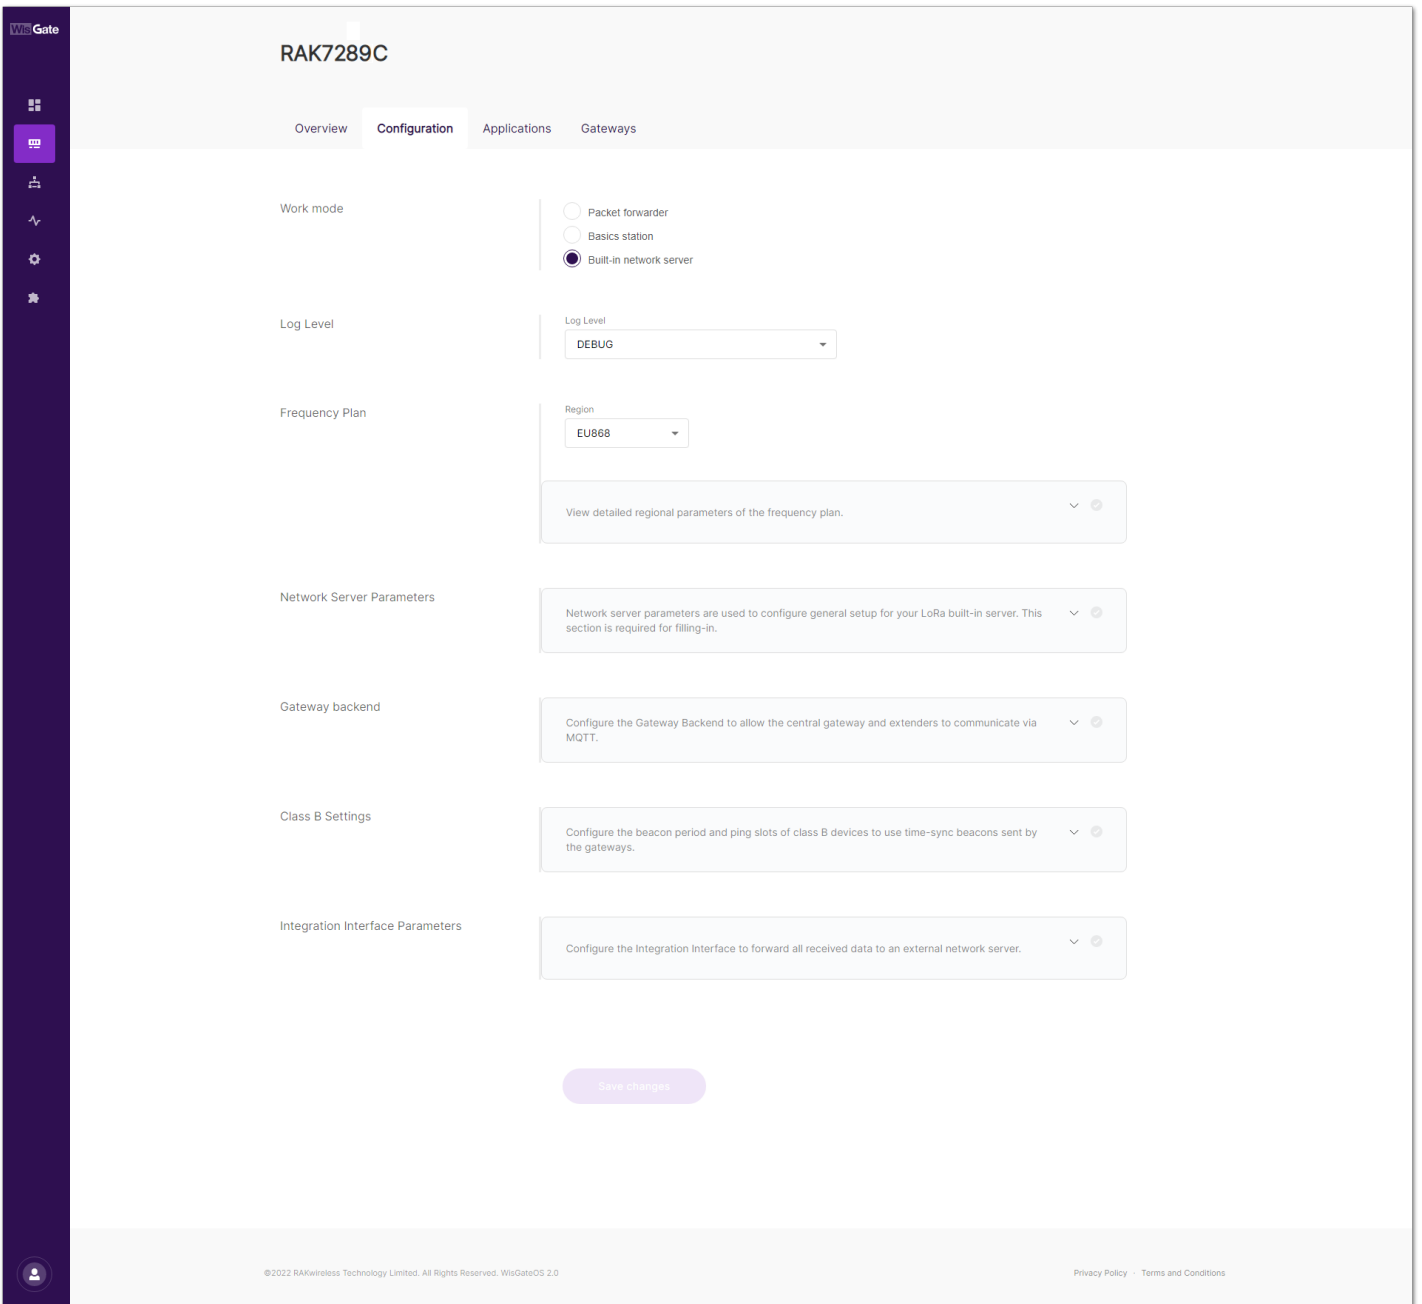 WisGate
RAK7289C
Overview
Configuration
Applications
Gateways
Work mode
Packet forwarder
Basics station
Built-in network server
Log Level
Log Level
DEBUG
Frequency Plan
Region
EU868
View detailed regional parameters of the frequency plan.
Network Server Parameters
Network server parameters are used to configure general setup for your LoRa built-in server. This
section is required for filling-in.
Gateway backend
Configure the Gateway Backend to allow the central gateway and extenders to communicate via
MQTT.
Class B Settings
Configure the beacon period and ping slots of class B devices to use time-sync beacons sent by
the gateways.
Integration Interface Parameters
Configure the Integration Interface to forward all received data to an external network server.
Save changes
©2022 RAKwireless Technology Limited. All Rights Reserved. WisGateOS 2.0
Privacy Policy - Terms and Conditions